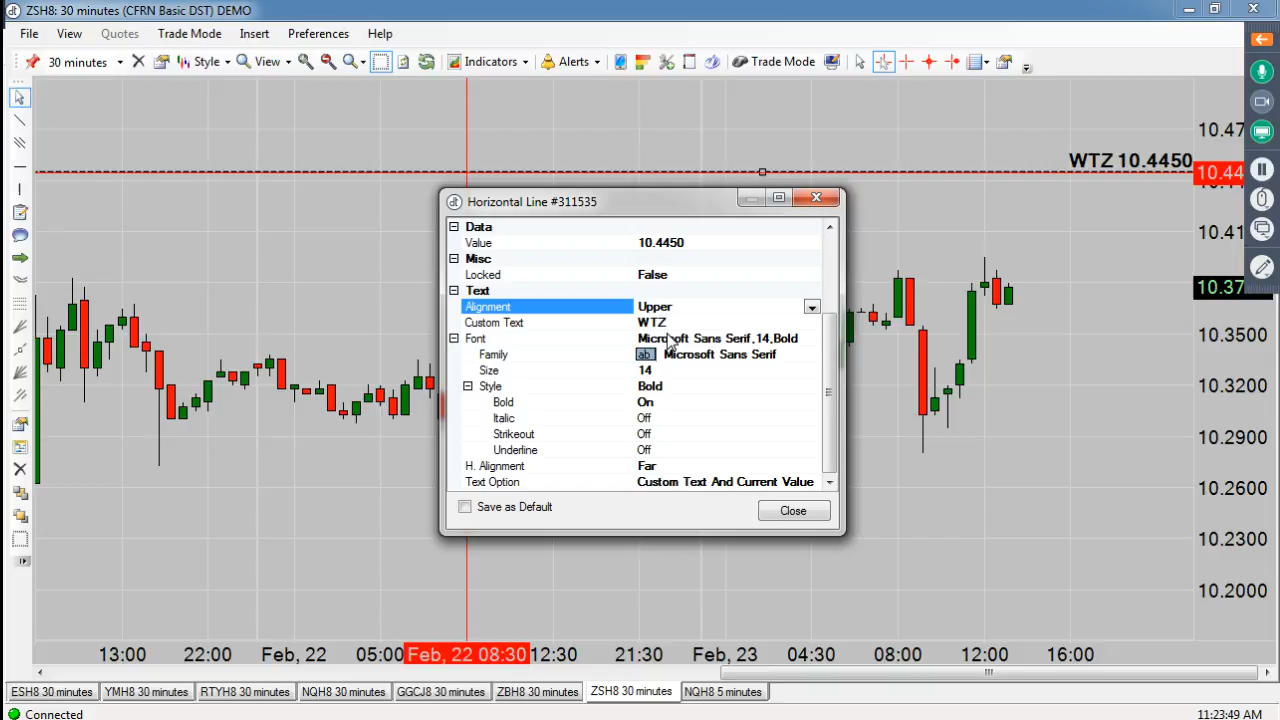 ZSH8: 30 minutes (CFRN Basic DST) DEMO
File View Quotes Trade Mode Insert Preferences Help
30 minutes Style View Indicators Alerts Trade Mode
10.47
WTZ 10.4450
10.44
Horizontal Line #311535
Data
Value 10.4450
10.41
Misc
Locked False
Text
10.37
Alignment Upper
Custom Text WTZ
Font Microsoft Sans Serif,14,Bold
10.3500
Family ab Microsoft Sans Serif
Size 14
Style Bold
10.3200
Bold On
Italic Off
Strikeout Off
10.2900
Underline Off
H. Alignment Far
Text Option Custom Text And Current Value
10.2600
Save as Default Close
10.2300
10.2000
13:00 22:00 Feb, 22 05:00 Feb, 22 08:30 12:30 21:30 Feb, 23 04:30 08:00 12:00 16:00
ESH8 30 minutes YMH8 30 minutes RTYH8 30 minutes NQH8 30 minutes GGCJ8 30 minutes ZBH8 30 minutes ZSH8 30 minutes NQH8 5 minutes
Connected 11:23:49 AM